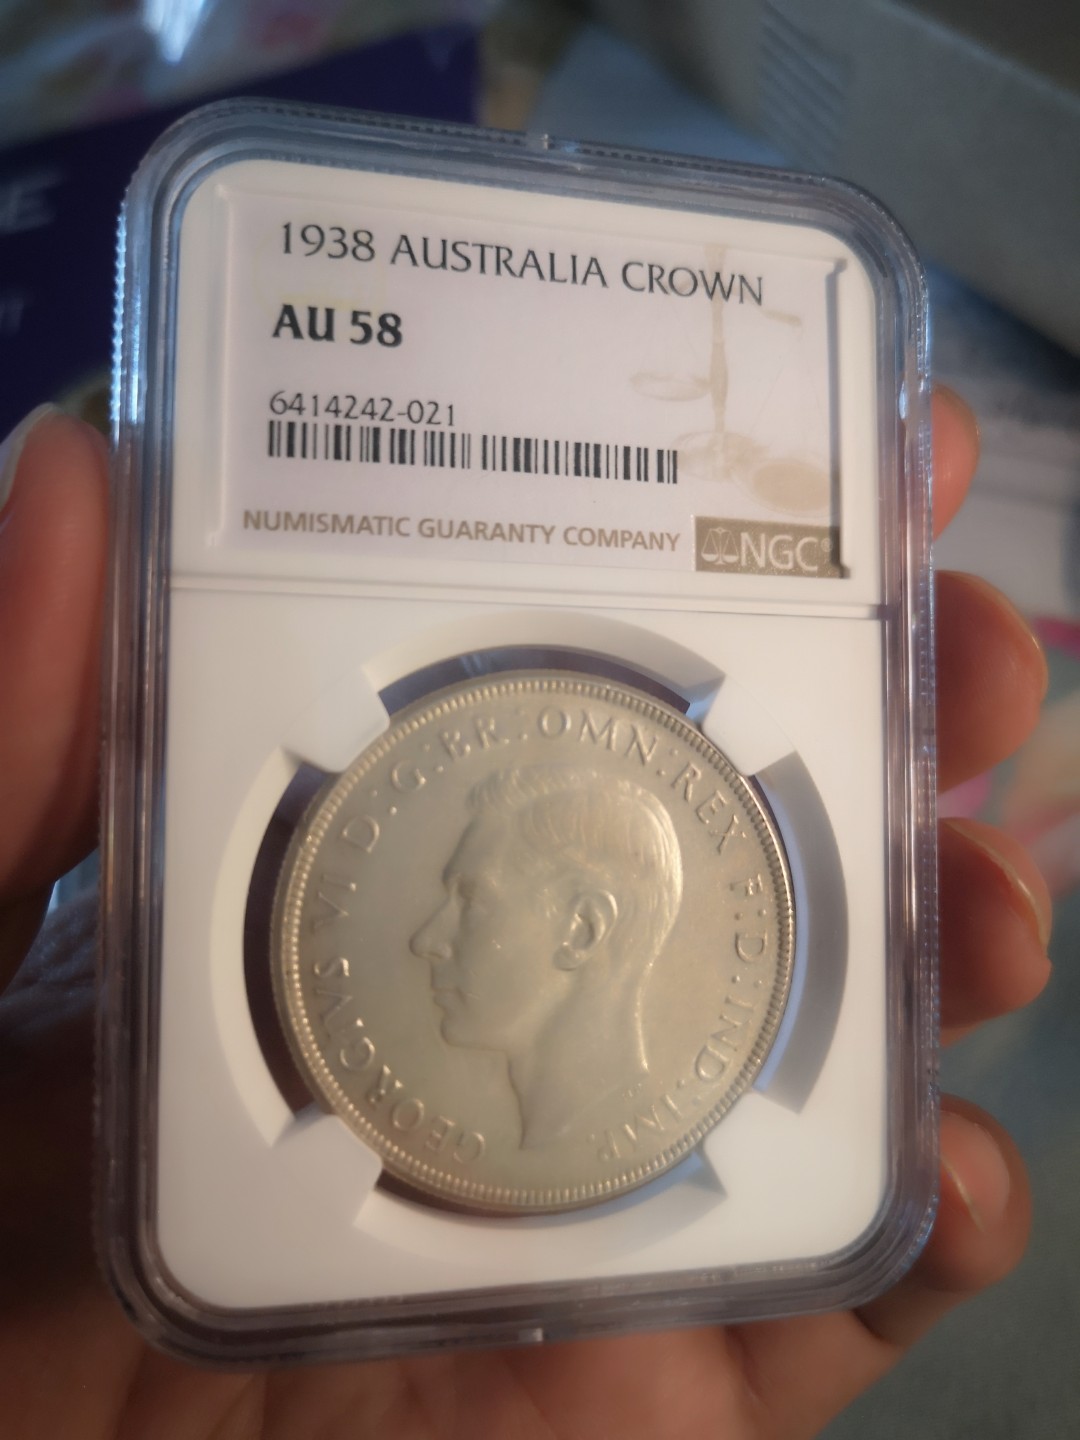 1938 AUSTRALIA CROWN
AU 58
6414242-021
NUMISMATIC GUARANTY COMPANY
NGC
GEORGIVS VI D:G:BR:OMN:REX F:D:IND:IMP.